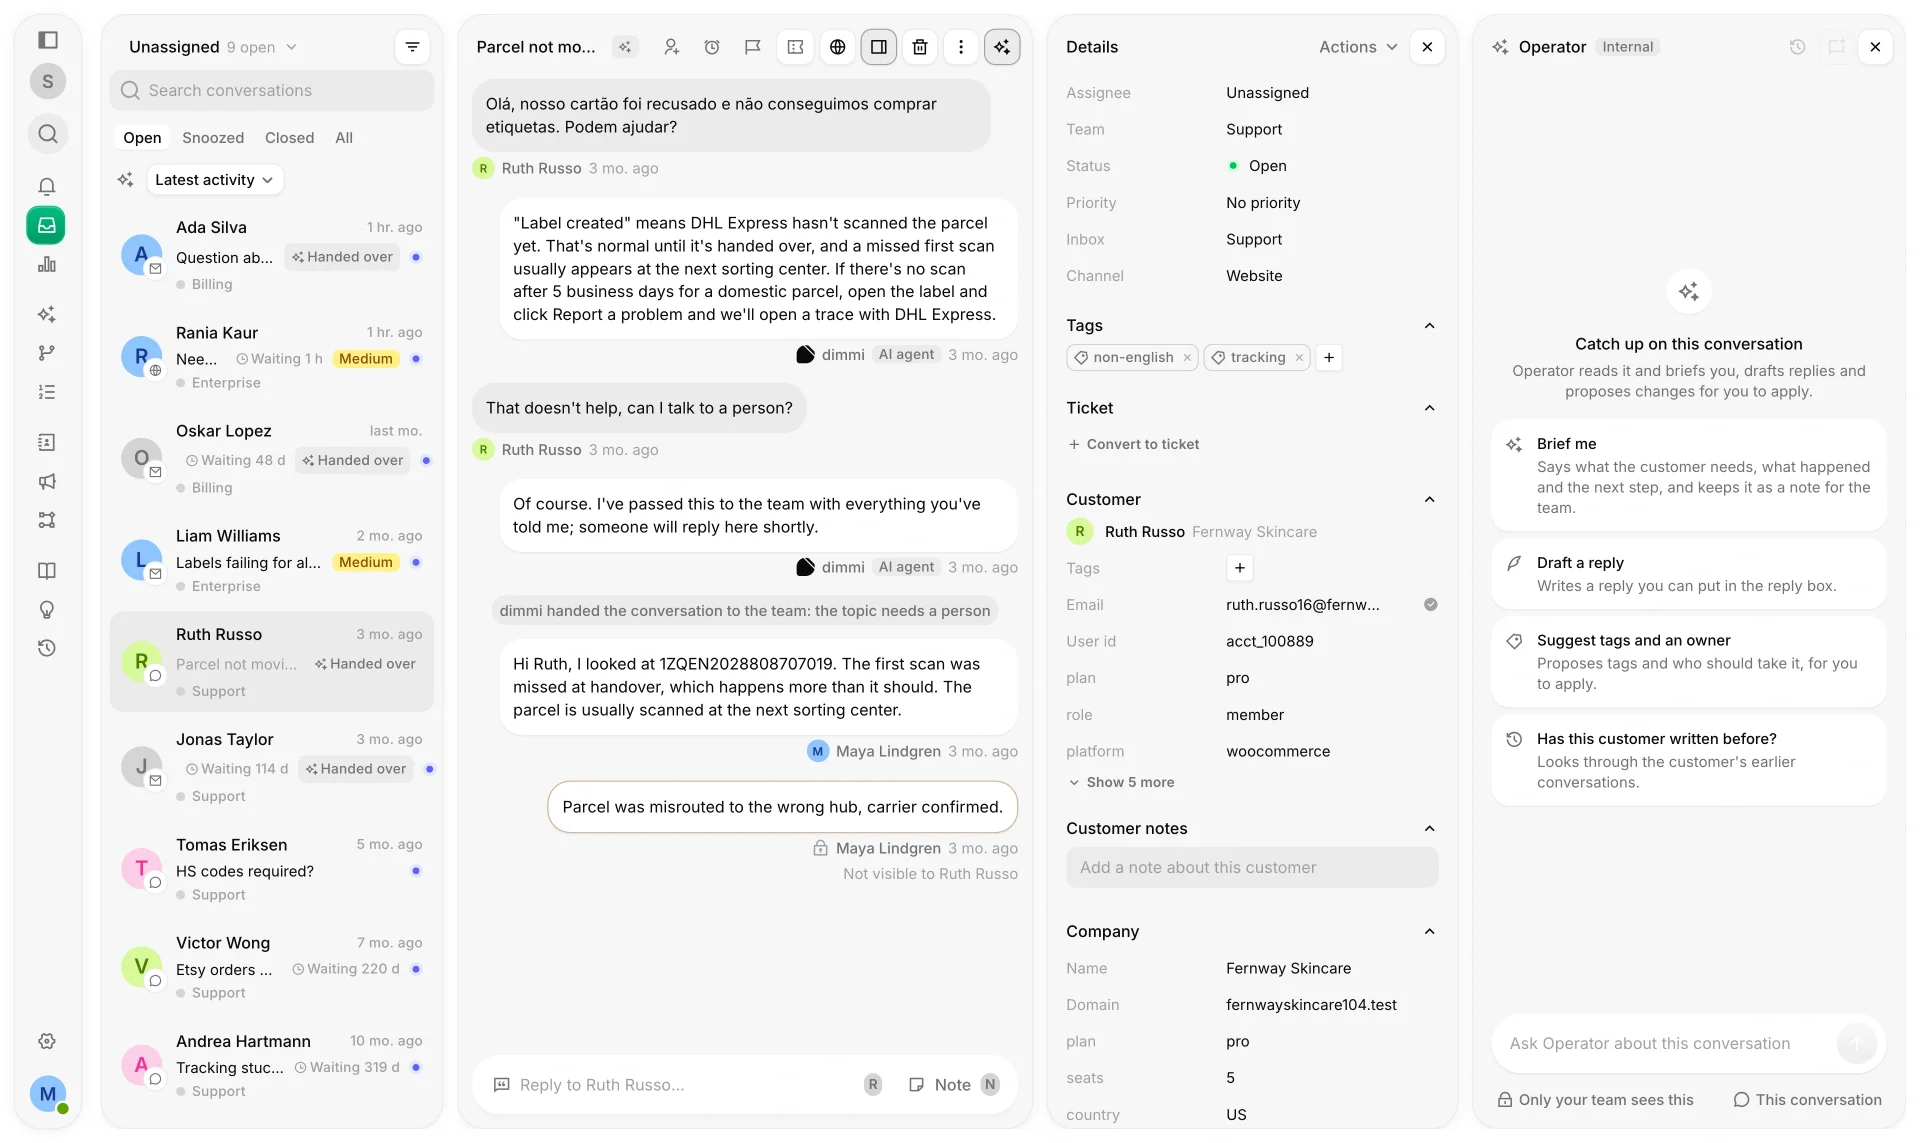 S
M
Unassigned 9 open
Search conversations
Open Snoozed Closed All
Latest activity
A
Ada Silva 1 hr. ago
Question ab... Handed over
Billing
R
Rania Kaur 1 hr. ago
Nee... Waiting 1 h Medium
Enterprise
O
Oskar Lopez last mo.
Waiting 48 d Handed over
Billing
L
Liam Williams 2 mo. ago
Labels failing for al... Medium
Enterprise
R
Ruth Russo 3 mo. ago
Parcel not movi... Handed over
Support
J
Jonas Taylor 3 mo. ago
Waiting 114 d Handed over
Support
T
Tomas Eriksen 5 mo. ago
HS codes required?
Support
V
Victor Wong 7 mo. ago
Etsy orders ... Waiting 220 d
Support
A
Andrea Hartmann 10 mo. ago
Tracking stuc... Waiting 319 d
Support
Parcel not mo...
Olá, nosso cartão foi recusado e não conseguimos comprar
etiquetas. Podem ajudar?
R Ruth Russo 3 mo. ago
"Label created" means DHL Express hasn't scanned the parcel
yet. That's normal until it's handed over, and a missed first scan
usually appears at the next sorting center. If there's no scan
after 5 business days for a domestic parcel, open the label and
click Report a problem and we'll open a trace with DHL Express.
dimmi AI agent 3 mo. ago
That doesn't help, can I talk to a person?
R Ruth Russo 3 mo. ago
Of course. I've passed this to the team with everything you've
told me; someone will reply here shortly.
dimmi AI agent 3 mo. ago
dimmi handed the conversation to the team: the topic needs a person
Hi Ruth, I looked at 1ZQEN2028808707019. The first scan was
missed at handover, which happens more than it should. The
parcel is usually scanned at the next sorting center.
M Maya Lindgren 3 mo. ago
Parcel was misrouted to the wrong hub, carrier confirmed.
Maya Lindgren 3 mo. ago
Not visible to Ruth Russo
Reply to Ruth Russo... R Note N
Details Actions
Assignee Unassigned
Team Support
Status Open
Priority No priority
Inbox Support
Channel Website
Tags
non-english tracking
Ticket
Convert to ticket
Customer
R Ruth Russo Fernway Skincare
Tags
Email ruth.russo16@fernw...
User id acct_100889
plan pro
role member
platform woocommerce
Show 5 more
Customer notes
Add a note about this customer
Company
Name Fernway Skincare
Domain fernwayskincare104.test
plan pro
seats 5
country US
Operator Internal
Catch up on this conversation
Operator reads it and briefs you, drafts replies and
proposes changes for you to apply.
Brief me
Says what the customer needs, what happened
and the next step, and keeps it as a note for the
team.
Draft a reply
Writes a reply you can put in the reply box.
Suggest tags and an owner
Proposes tags and who should take it, for you
to apply.
Has this customer written before?
Looks through the customer's earlier
conversations.
Ask Operator about this conversation
Only your team sees this This conversation